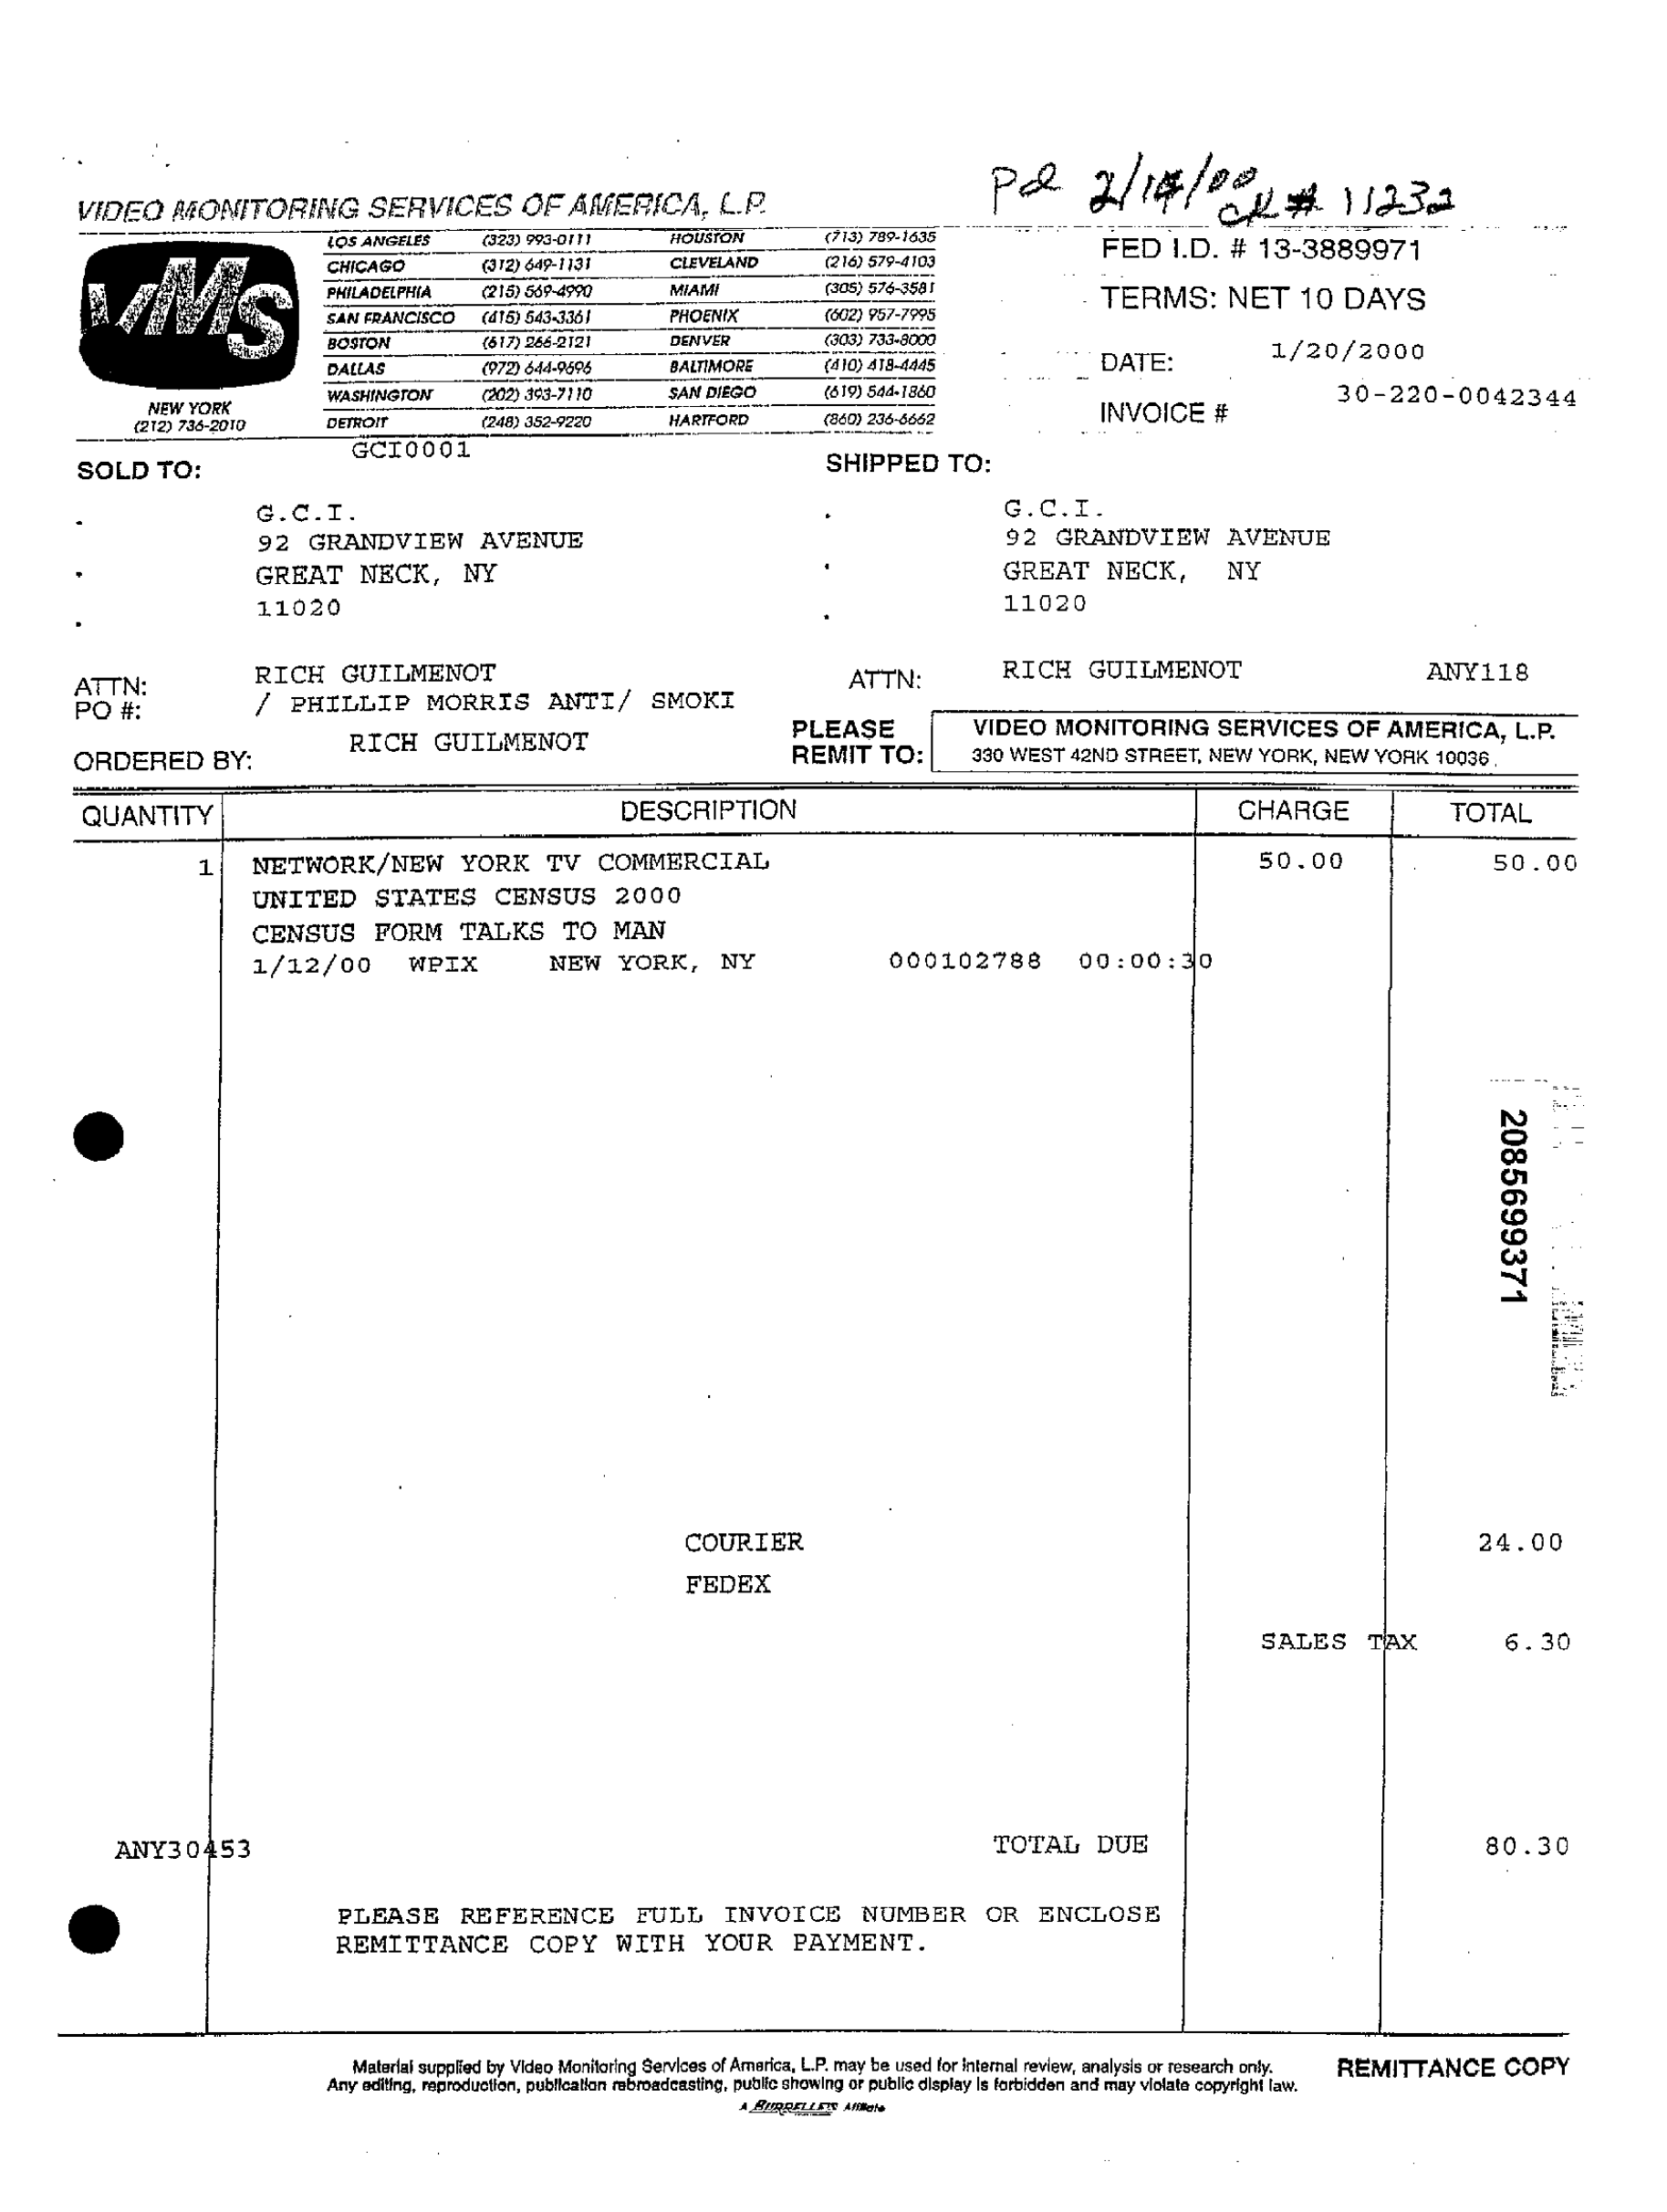 Pd 2/14/00 CK # 11232
VIDEO MONITORING SERVICES OF AMERICA, L.P.
VMS
NEW YORK
(212) 736-2010
LOS ANGELES (323) 993-0111 HOUSTON (713) 789-1635
CHICAGO (312) 649-1131 CLEVELAND (216) 579-4103
PHILADELPHIA (215) 569-4990 MIAMI (305) 576-3581
SAN FRANCISCO (415) 543-3361 PHOENIX (602) 957-7995
BOSTON (617) 266-2121 DENVER (303) 733-8000
DALLAS (972) 644-9696 BALTIMORE (410) 418-4445
WASHINGTON (202) 393-7110 SAN DIEGO (619) 544-1860
DETROIT (248) 352-9220 HARTFORD (860) 236-6662
FED I.D. # 13-3889971
TERMS: NET 10 DAYS
DATE: 1/20/2000
INVOICE # 30-220-0042344
GCI0001
SOLD TO:
G.C.I.
92 GRANDVIEW AVENUE
GREAT NECK, NY
11020
SHIPPED TO:
G.C.I.
92 GRANDVIEW AVENUE
GREAT NECK, NY
11020
ATTN: RICH GUILMENOT
PO #: / PHILLIP MORRIS ANTI/ SMOKI
ORDERED BY: RICH GUILMENOT
ATTN: RICH GUILMENOT ANY118
PLEASE REMIT TO:
VIDEO MONITORING SERVICES OF AMERICA, L.P.
330 WEST 42ND STREET, NEW YORK, NEW YORK 10036
QUANTITY DESCRIPTION CHARGE TOTAL
1 NETWORK/NEW YORK TV COMMERCIAL 50.00 50.00
UNITED STATES CENSUS 2000
CENSUS FORM TALKS TO MAN
1/12/00 WPIX NEW YORK, NY 000102788 00:00:30
2085699371
COURIER 24.00
FEDEX
SALES TAX 6.30
ANY30453 TOTAL DUE 80.30
PLEASE REFERENCE FULL INVOICE NUMBER OR ENCLOSE
REMITTANCE COPY WITH YOUR PAYMENT.
Material supplied by Video Monitoring Services of America, L.P. may be used for internal review, analysis or research only.
Any editing, reproduction, publication rebroadcasting, public showing or public display is forbidden and may violate copyright law.
A BURRELLE'S Affiliate
REMITTANCE COPY